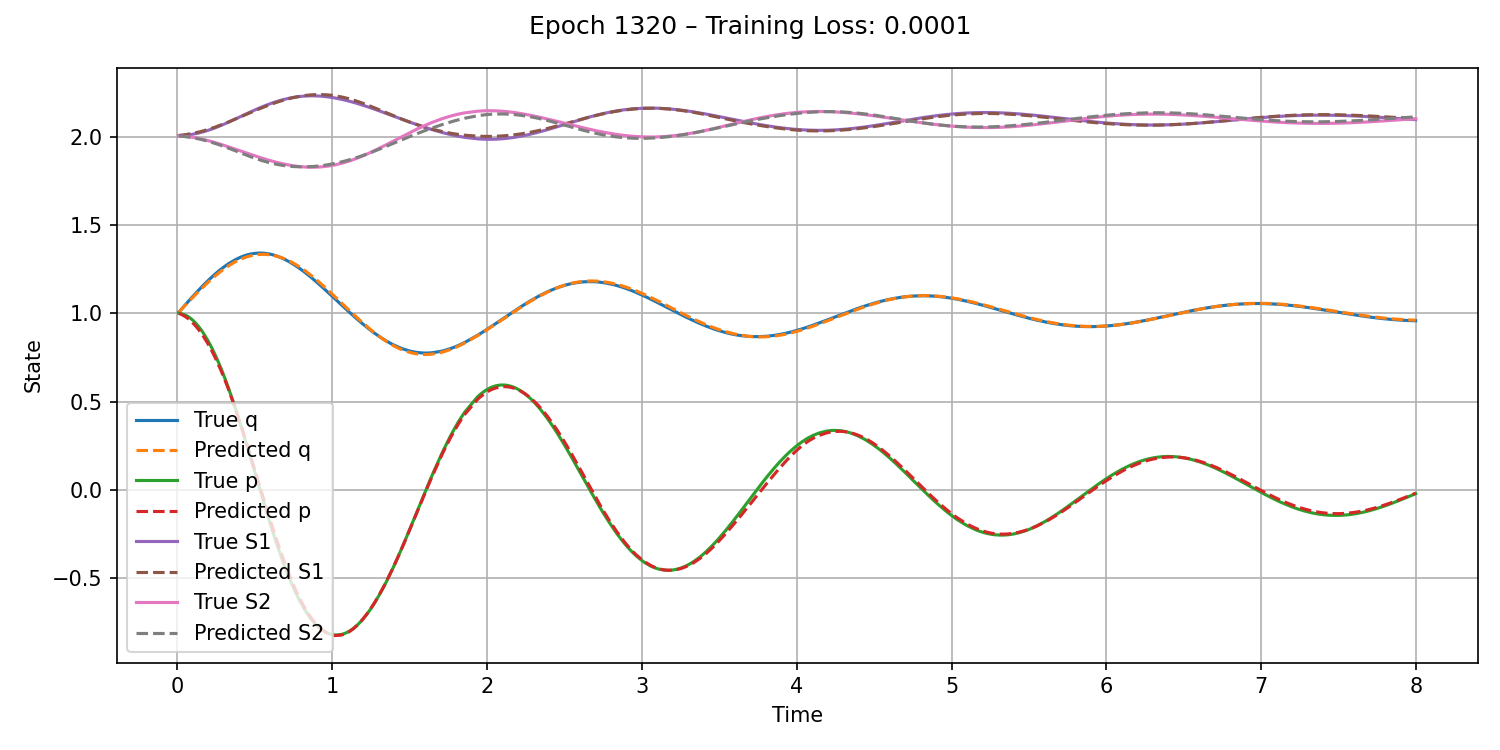 Epoch 1320 – Training Loss: 0.0001
State
2.0
1.5
1.0
0.5
0.0
−0.5
True q
Predicted q
True p
Predicted p
True S1
Predicted S1
True S2
Predicted S2
0 1 2 3 4 5 6 7 8
Time